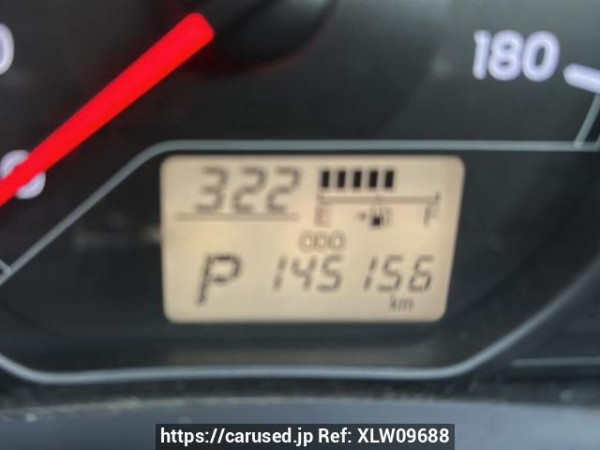 180
322
E F
ODO
P 145156
km
https://carused.jp Ref: XLW09688